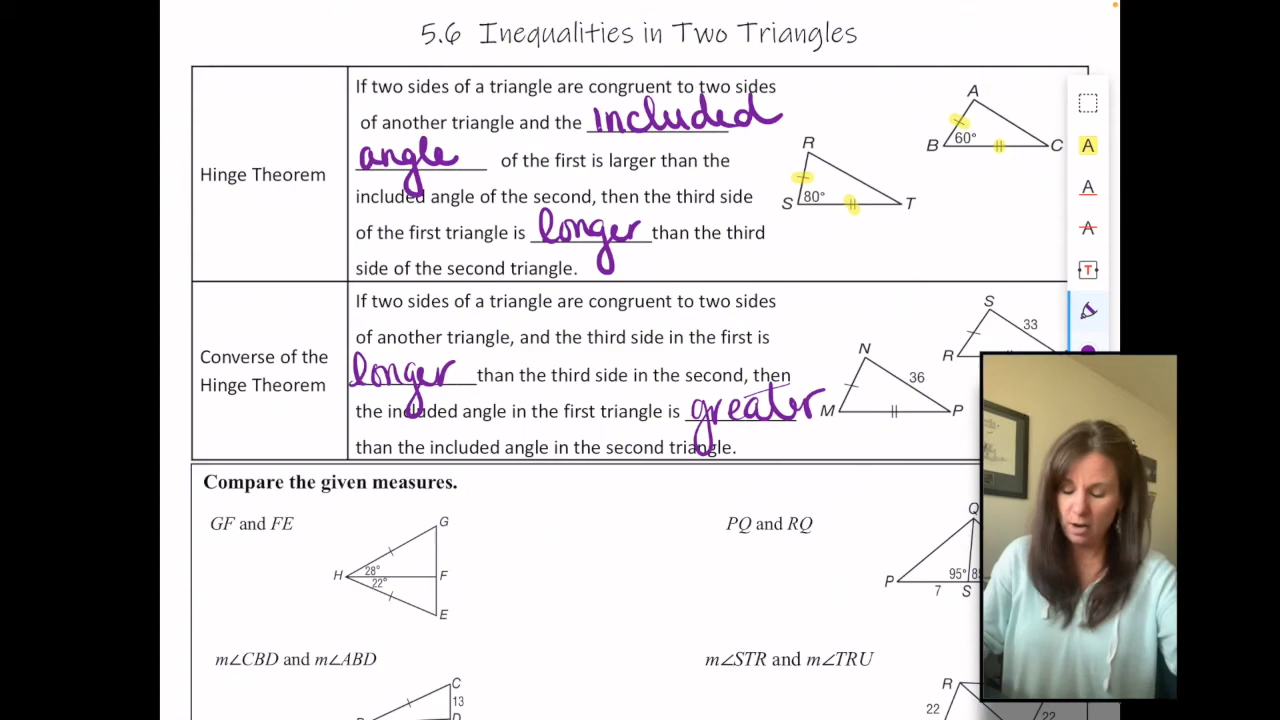 5.6 Inequalities in Two Triangles
Hinge Theorem
If two sides of a triangle are congruent to two sides
of another triangle and the included
angle of the first is larger than the
included angle of the second, then the third side
of the first triangle is longer than the third
side of the second triangle.
R
S 80° T
A
B 60° C
A
A
A
T
Converse of the
Hinge Theorem
If two sides of a triangle are congruent to two sides
of another triangle, and the third side in the first is
longer than the third side in the second, then
the included angle in the first triangle is greater
than the included angle in the second triangle.
S
33
R
N
36
M P
Compare the given measures.
GF and FE
G
H 28° F
22°
E
PQ and RQ
Q
95°
P 7 S
m∠CBD and m∠ABD
C
13
m∠STR and m∠TRU
R
22
22